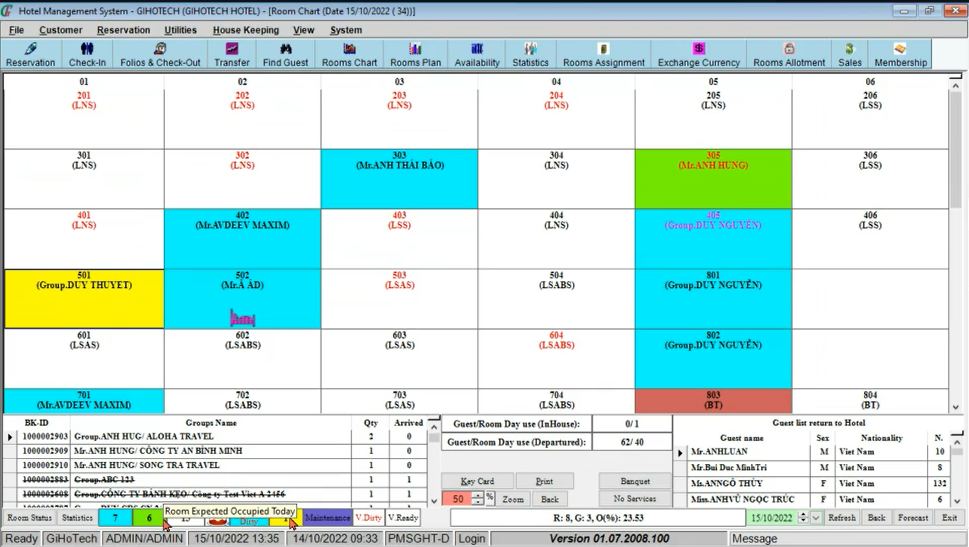 Hotel Management System - GIHOTECH (GIHOTECH HOTEL) - [Room Chart (Date 15/10/2022 ( 34))]
File Customer Reservation Utilities House Keeping View System
Reservation Check-In Folios & Check-Out Transfer Find Guest Rooms Chart Rooms Plan Availability Statistics Rooms Assignment Exchange Currency Rooms Allotment Sales Membership
01 02 03 04 05 06
201 202 203 204 205 206
(LNS) (LNS) (LNS) (LNS) (LNS) (LSS)
301 302 303 304 305 306
(LNS) (LNS) (Mr.ANH THÁI BẢO) (LNS) (Mr.ANH HUNG) (LSS)
401 402 403 404 405 406
(LNS) (Mr.AVDEEV MAXIM) (LSS) (LNS) (Group.DUY NGUYÊN) (LSS)
501 502 503 504 801
(Group.DUY THUYET) (Mr.Á AD) (LSAS) (LSABS) (Group.DUY NGUYÊN)
601 602 603 604 802
(LSAS) (LSABS) (LSAS) (LSABS) (Group.DUY NGUYÊN)
701 702 703 704 803 804
(Mr.AVDEEV MAXIM) (LSABS) (LSAS) (LSABS) (BT) (BT)
BK-ID Groups Name Qty Arrived
1000002903 Group.ANH HUG/ ALOHA TRAVEL 2 0
1000002909 Mr.ANH HUNG/ CÔNG TY AN BÌNH MINH 1 0
1000002910 Mr.ANH HUNG/ SONG TRA TRAVEL 1 0
1000002883 Group.ABC 123 1 0
1000002608 Group.CÔNG TY BÁNH KẸO/ Công ty Test Viet A 2456 1 0
Guest/Room Day use (InHouse): 0/1
Guest/Room Day use (Departured): 62/40
Key Card Print Banquet
50 % Zoom Back No Services
Guest list return to Hotel
Guest name Sex Nationality N.
Mr.ANHLUAN M Viet Nam 10
Mr.Bui Duc MinhTri M Viet Nam 8
Ms.ANNGÔ THÙY F Viet Nam 132
Miss.ANHVŨ NGỌC TRÚC F Viet Nam 6
Room Expected Occupied Today
Room Status Statistics 7 6 Dirty Maintenance V.Dirty V.Ready R: 8, G: 3, O(%): 23.53 15/10/2022 Refresh Back Forecast Exit
Ready GiHoTech ADMIN/ADMIN 15/10/2022 13:35 14/10/2022 09:33 PMSGHT-D Login Version 01.07.2008.100 Message